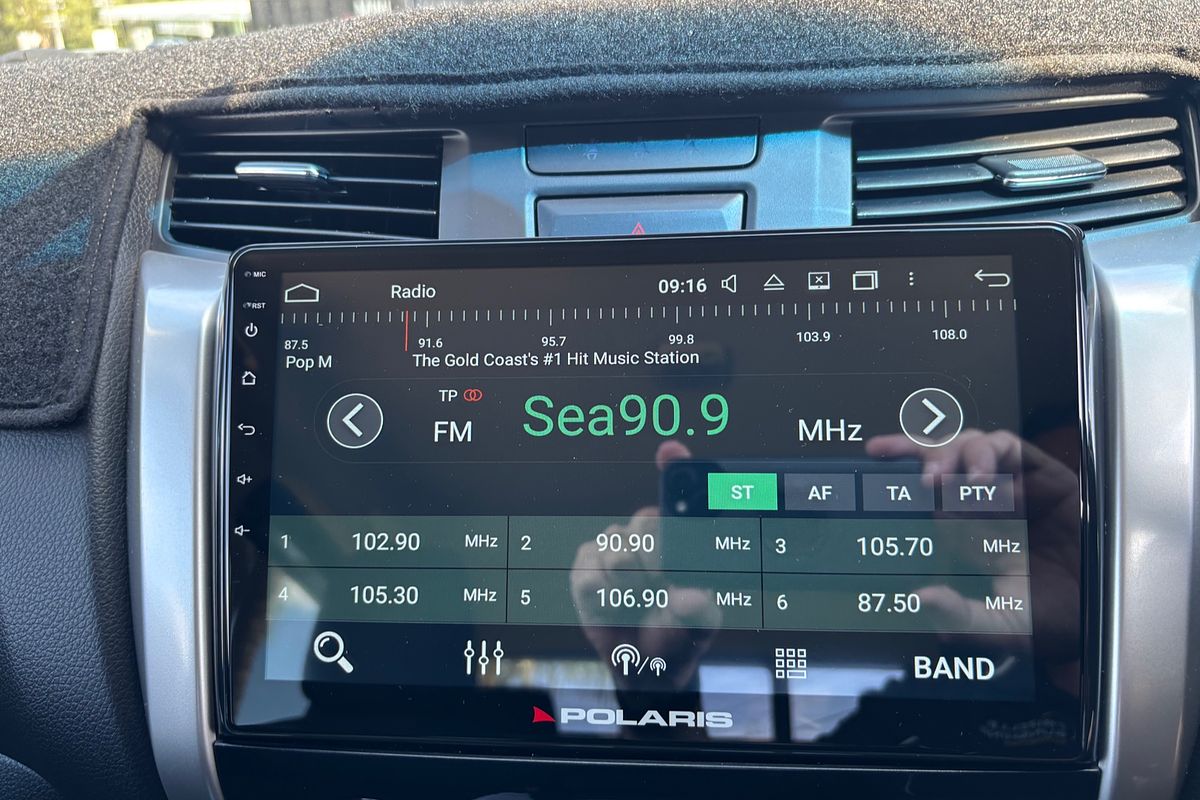 MIC
RST
Radio
09:16
87.5
91.6
95.7
99.8
103.9
108.0
Pop M
The Gold Coast's #1 Hit Music Station
TP
FM
Sea90.9
MHz
ST
AF
TA
PTY
1 102.90 MHz
2 90.90 MHz
3 105.70 MHz
4 105.30 MHz
5 106.90 MHz
6 87.50 MHz
BAND
POLARIS